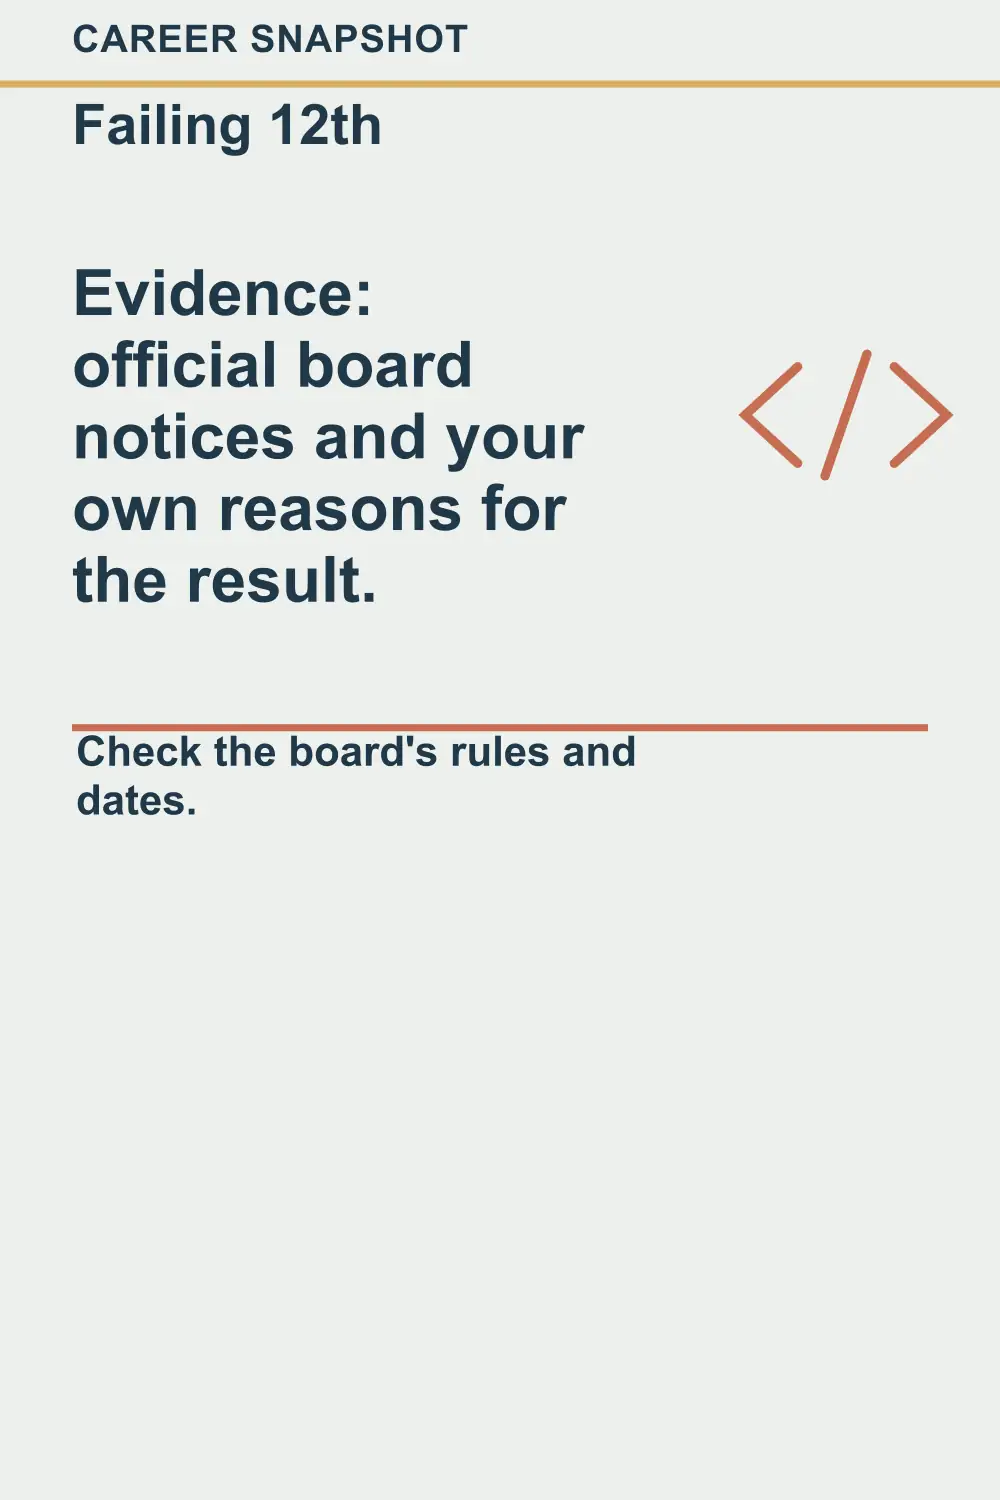 CAREER SNAPSHOT
Failing 12th
Evidence:
official board
notices and your
own reasons for
the result.
Check the board's rules and
dates.